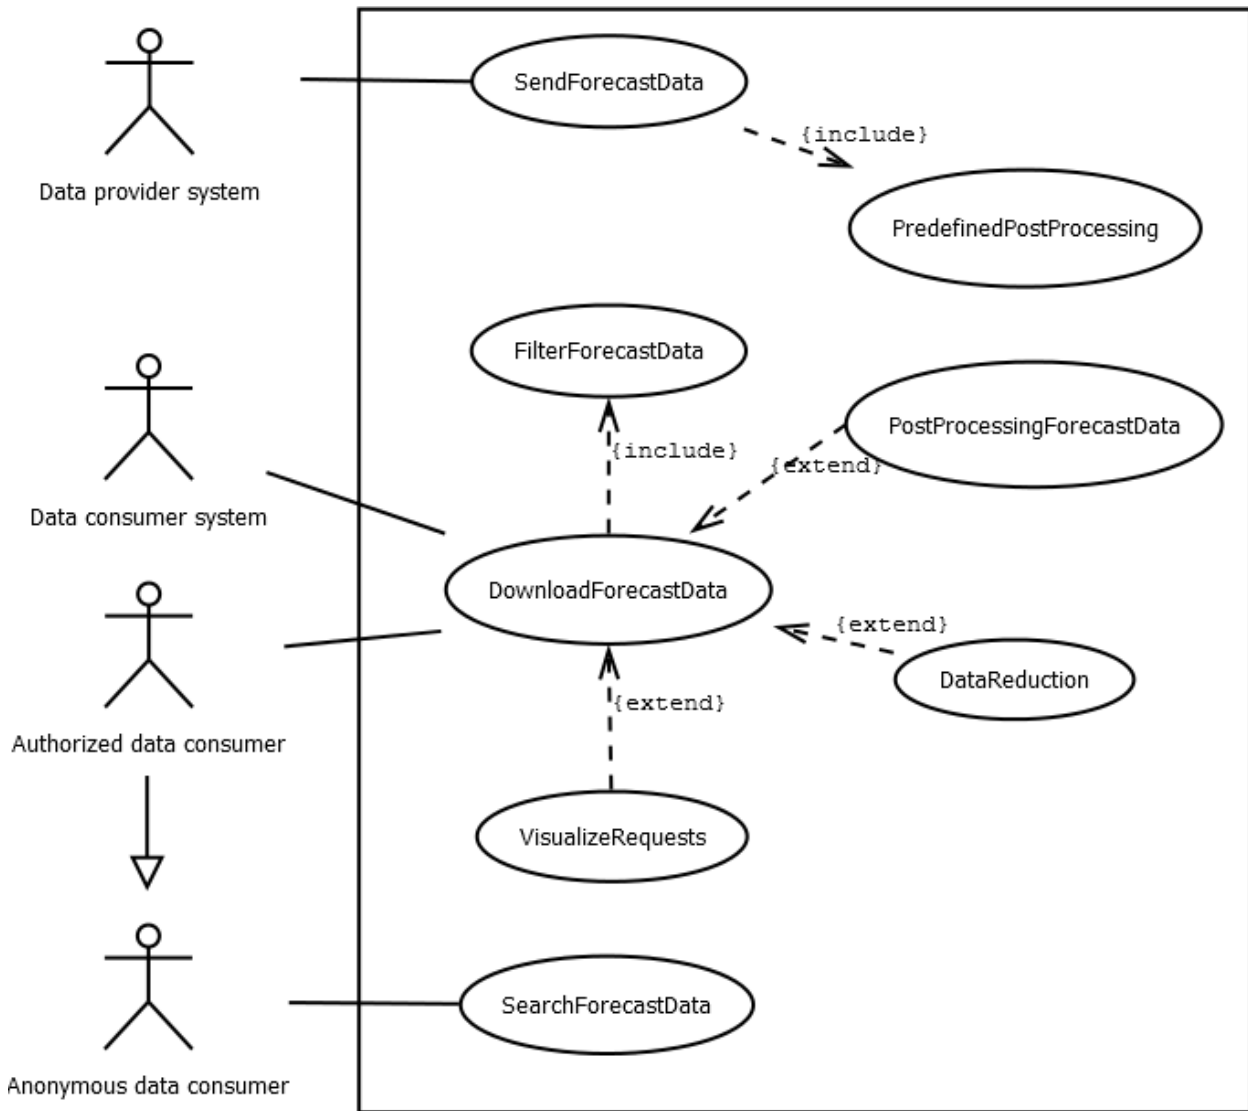 SendForecastData
{include}
Data provider system
PredefinedPostProcessing
FilterForecastData
PostProcessingForecastData
{include}
{extend}
Data consumer system
DownloadForecastData
{extend}
DataReduction
{extend}
Authorized data consumer
VisualizeRequests
SearchForecastData
Anonymous data consumer